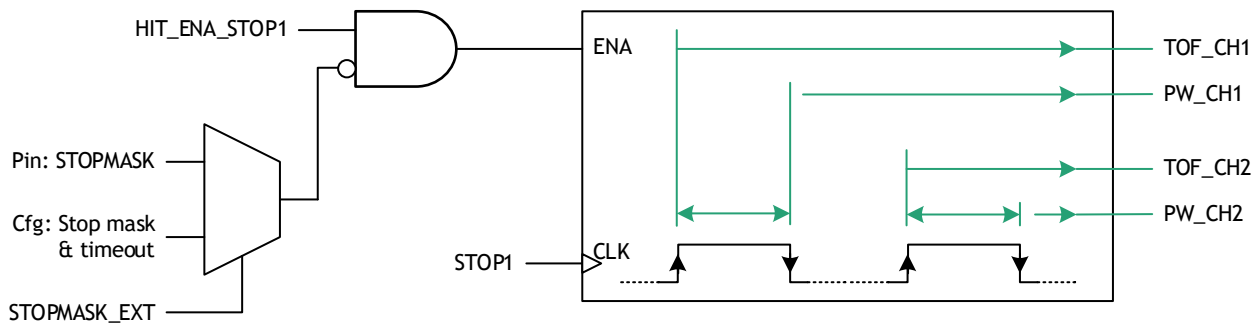 HIT_ENA_STOP1
Pin: STOPMASK
Cfg: Stop mask
& timeout
STOPMASK_EXT
ENA
STOP1
CLK
TOF_CH1
PW_CH1
TOF_CH2
PW_CH2